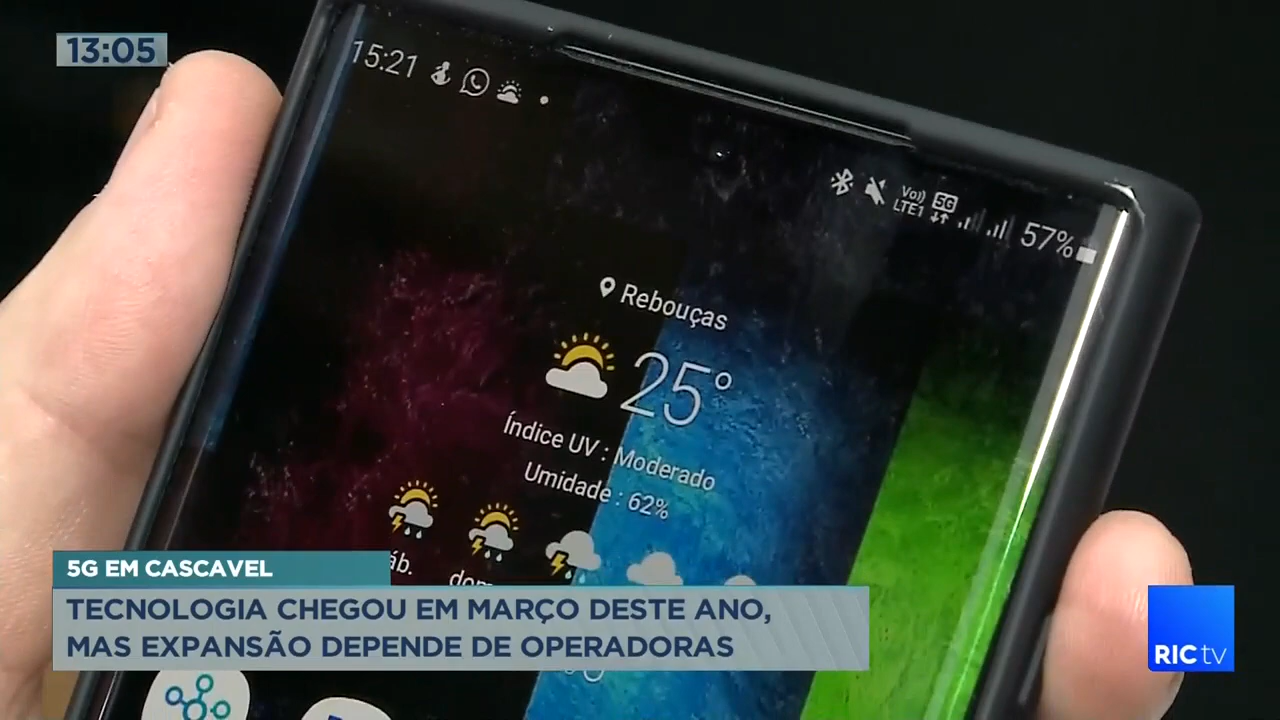 13:05
15:21
Vo)) 5G
LTE1
57%
Rebouças
25°
Índice UV : Moderado
Umidade : 62%
5G EM CASCAVEL
TECNOLOGIA CHEGOU EM MARÇO DESTE ANO,
MAS EXPANSÃO DEPENDE DE OPERADORAS
RIC tv